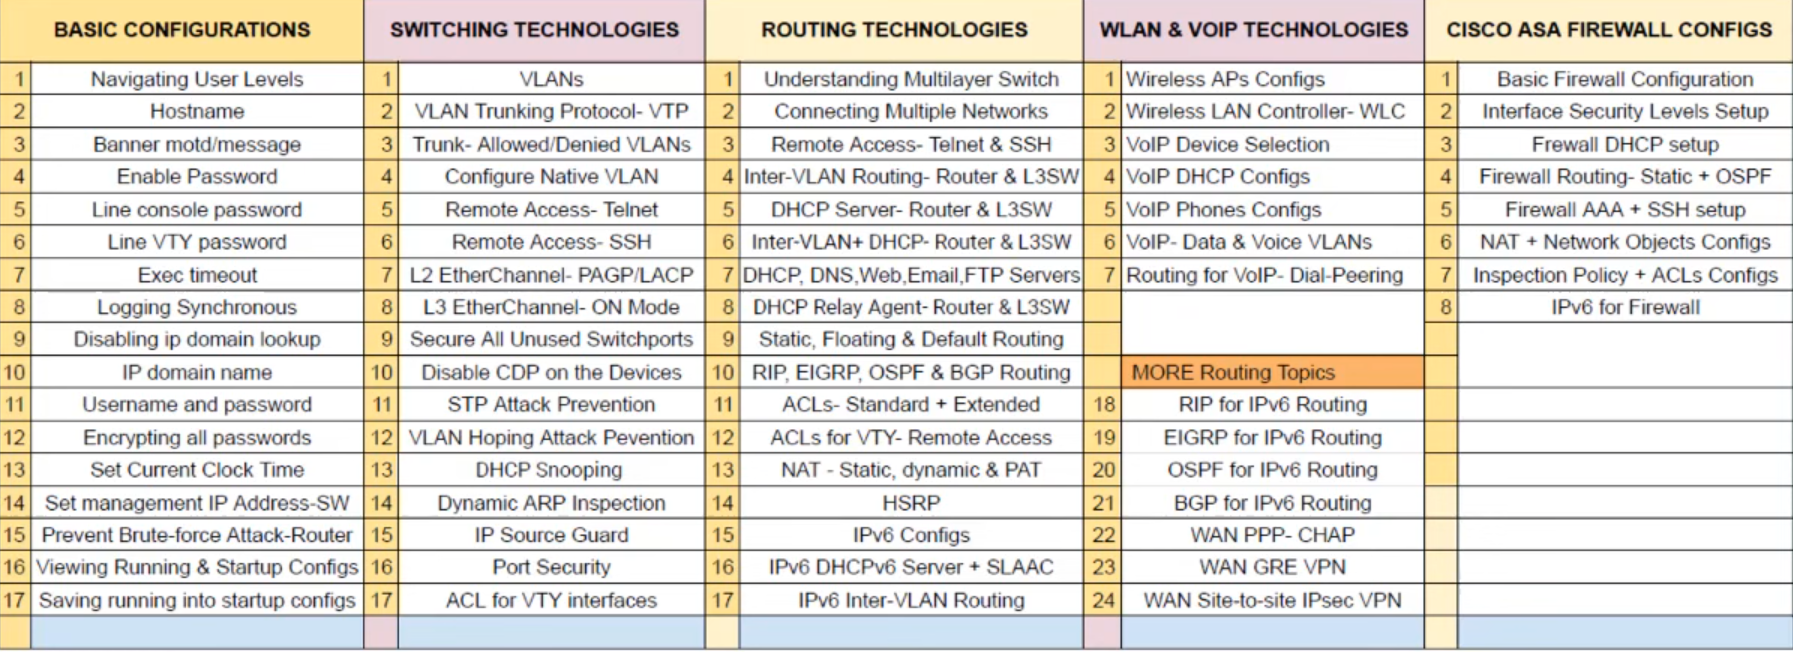 BASIC CONFIGURATIONS SWITCHING TECHNOLOGIES ROUTING TECHNOLOGIES WLAN & VOIP TECHNOLOGIES CISCO ASA FIREWALL CONFIGS
1 Navigating User Levels 1 VLANs 1 Understanding Multilayer Switch 1 Wireless APs Configs 1 Basic Firewall Configuration
2 Hostname 2 VLAN Trunking Protocol- VTP 2 Connecting Multiple Networks 2 Wireless LAN Controller- WLC 2 Interface Security Levels Setup
3 Banner motd/message 3 Trunk- Allowed/Denied VLANs 3 Remote Access- Telnet & SSH 3 VoIP Device Selection 3 Frewall DHCP setup
4 Enable Password 4 Configure Native VLAN 4 Inter-VLAN Routing- Router & L3SW 4 VoIP DHCP Configs 4 Firewall Routing- Static + OSPF
5 Line console password 5 Remote Access- Telnet 5 DHCP Server- Router & L3SW 5 VoIP Phones Configs 5 Firewall AAA + SSH setup
6 Line VTY password 6 Remote Access- SSH 6 Inter-VLAN+ DHCP- Router & L3SW 6 VoIP- Data & Voice VLANs 6 NAT + Network Objects Configs
7 Exec timeout 7 L2 EtherChannel- PAGP/LACP 7 DHCP, DNS,Web,Email,FTP Servers 7 Routing for VoIP- Dial-Peering 7 Inspection Policy + ACLs Configs
8 Logging Synchronous 8 L3 EtherChannel- ON Mode 8 DHCP Relay Agent- Router & L3SW 8 IPv6 for Firewall
9 Disabling ip domain lookup 9 Secure All Unused Switchports 9 Static, Floating & Default Routing
10 IP domain name 10 Disable CDP on the Devices 10 RIP, EIGRP, OSPF & BGP Routing MORE Routing Topics
11 Username and password 11 STP Attack Prevention 11 ACLs- Standard + Extended 18 RIP for IPv6 Routing
12 Encrypting all passwords 12 VLAN Hoping Attack Pevention 12 ACLs for VTY- Remote Access 19 EIGRP for IPv6 Routing
13 Set Current Clock Time 13 DHCP Snooping 13 NAT - Static, dynamic & PAT 20 OSPF for IPv6 Routing
14 Set management IP Address-SW 14 Dynamic ARP Inspection 14 HSRP 21 BGP for IPv6 Routing
15 Prevent Brute-force Attack-Router 15 IP Source Guard 15 IPv6 Configs 22 WAN PPP- CHAP
16 Viewing Running & Startup Configs 16 Port Security 16 IPv6 DHCPv6 Server + SLAAC 23 WAN GRE VPN
17 Saving running into startup configs 17 ACL for VTY interfaces 17 IPv6 Inter-VLAN Routing 24 WAN Site-to-site IPsec VPN